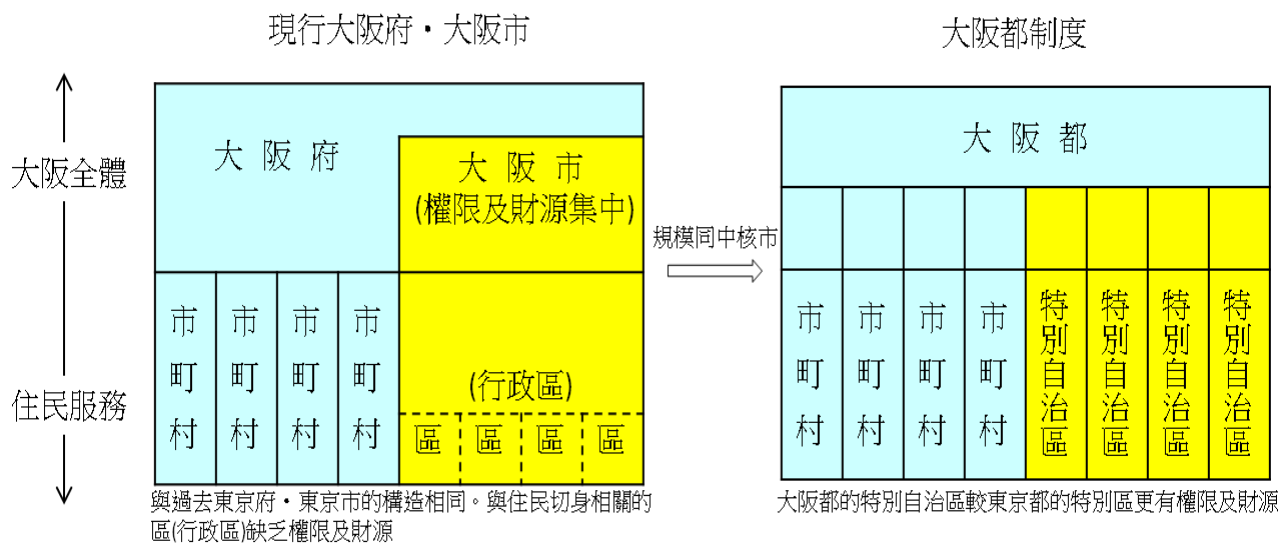 現行大阪府・大阪市
大阪都制度
大阪全體
住民服務
大阪府
大阪市
(權限及財源集中)
市町村
市町村
市町村
市町村
(行政區)
區
區
區
區
與過去東京府・東京市的構造相同。與住民切身相關的
區(行政區)缺乏權限及財源
規模同中核市
大阪都
市町村
市町村
市町村
市町村
特別自治區
特別自治區
特別自治區
特別自治區
大阪都的特別自治區較東京都的特別區更有權限及財源